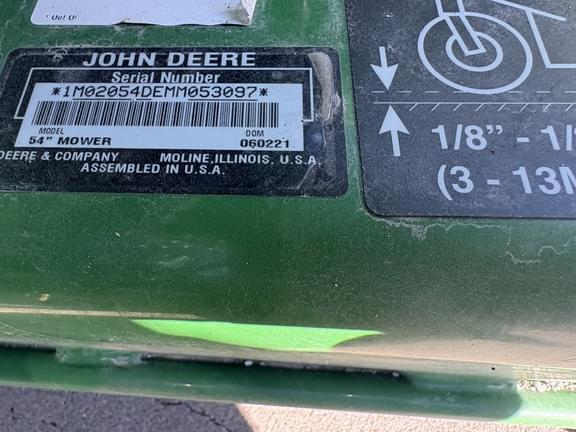 JOHN DEERE
Serial Number
*1M02054DEMM053097*
MODEL DOM
54" MOWER 060221
DEERE & COMPANY MOLINE, ILLINOIS, U.S.A.
ASSEMBLED IN U.S.A.
1/8" - 1/
(3 - 13M